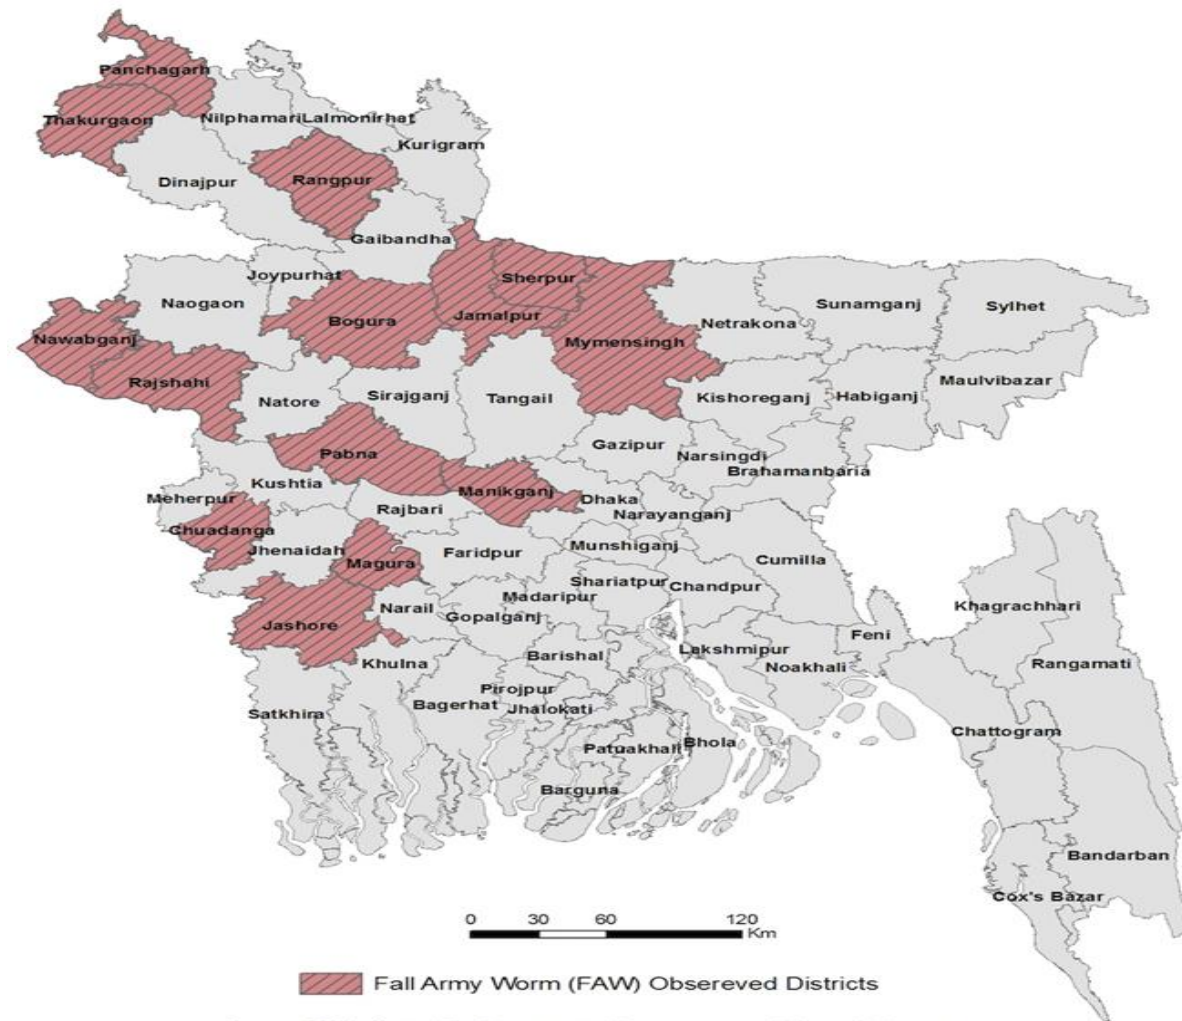 Panchagarh
Thakurgaon
Nilphamari
Lalmonirhat
Kurigram
Dinajpur
Rangpur
Gaibandha
Joypurhat
Sherpur
Naogaon
Bogura
Jamalpur
Sunamganj
Sylhet
Netrakona
Nawabganj
Mymensingh
Rajshahi
Maulvibazar
Natore
Sirajganj
Tangail
Kishoreganj
Habiganj
Gazipur
Pabna
Narsingdi
Brahamanbaria
Kushtia
Manikganj
Meherpur
Dhaka
Rajbari
Narayanganj
Chuadanga
Jhenaidah
Faridpur
Munshiganj
Magura
Cumilla
Shariatpur
Chandpur
Madaripur
Narail
Gopalganj
Khagrachhari
Jashore
Feni
Lakshmipur
Barishal
Khulna
Noakhali
Rangamati
Pirojpur
Bagerhat
Jhalokati
Satkhira
Chattogram
Patuakhali
Bhola
Barguna
Bandarban
Cox's Bazar
0 30 60 120
Km
Fall Army Worm (FAW) Obsereved Districts